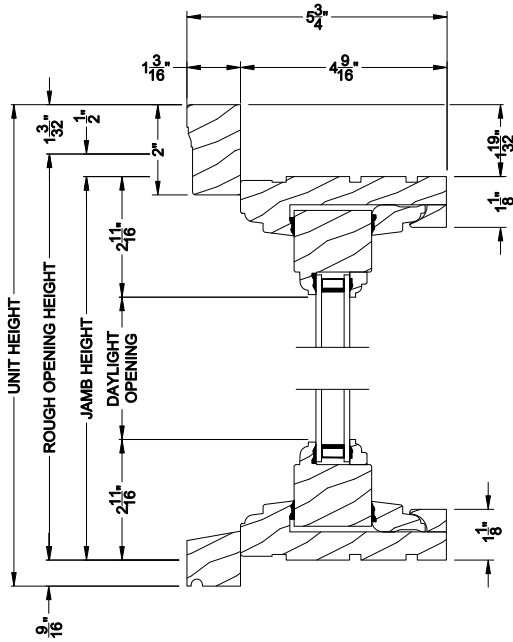 5 3/4"
1 3/16"
4 9/16"
1 3/32"
1/2"
2"
1 19/32"
1 1/8"
2 11/16"
UNIT HEIGHT
ROUGH OPENING HEIGHT
JAMB HEIGHT
DAYLIGHT
OPENING
2 11/16"
1 1/8"
9/16"